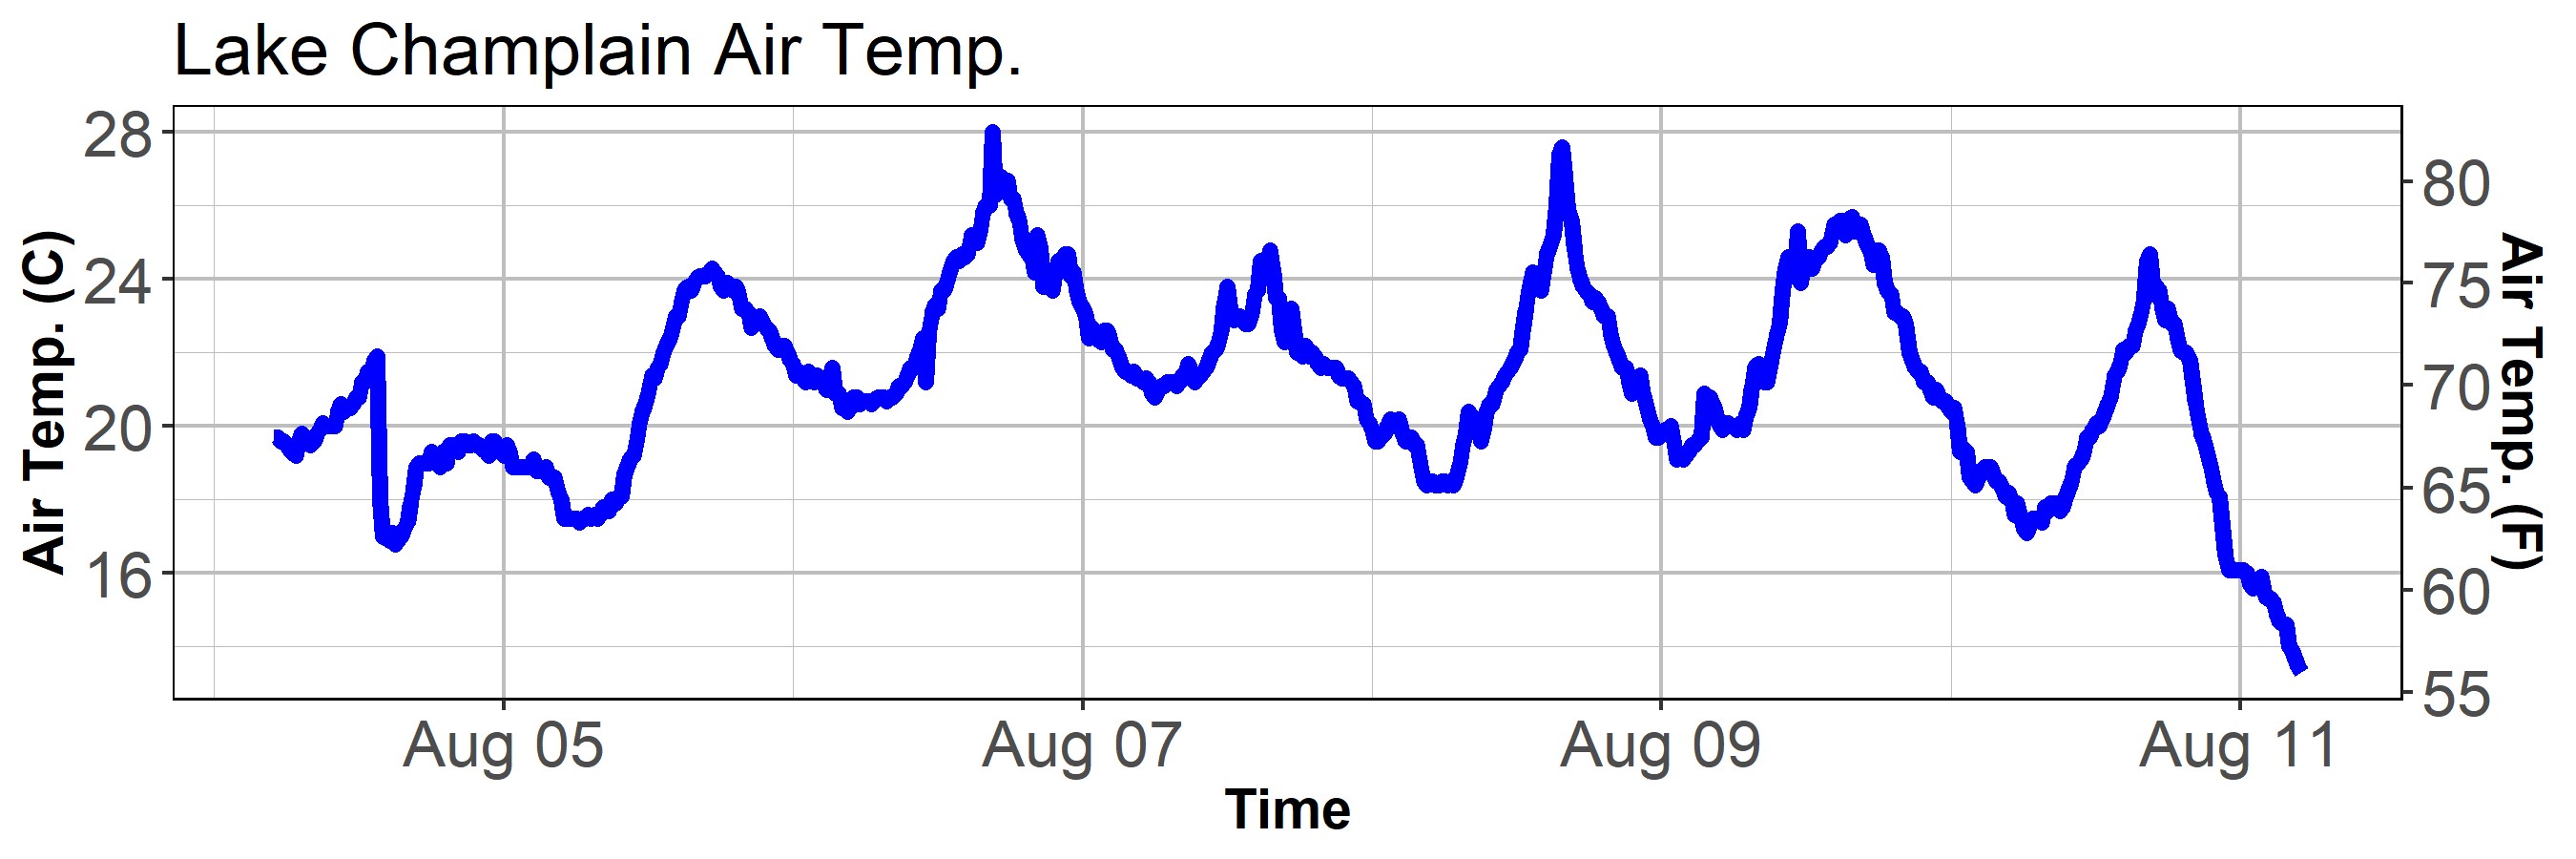 Lake Champlain Air Temp.
28
24
20
16
Air Temp. (C)
80
75
70
65
60
55
Air Temp. (F)
Aug 05 Aug 07 Aug 09 Aug 11
Time